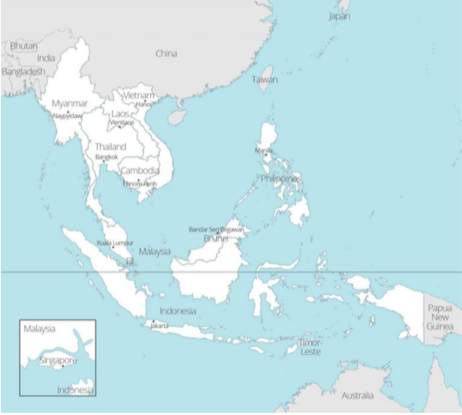 Japan
Bhutan
China
India
Bangladesh
Taiwan
Myanmar
Naypyidaw
Vietnam
Hanoi
Laos
Vientiane
Thailand
Bangkok
Manila
Cambodia
Phnom Penh
Philippines
Bandar Seri Begawan
Brunei
Kuala Lumpur
Malaysia
Indonesia
Jakarta
Papua
New
Guinea
Timor-
Leste
Australia
Malaysia
Singapore
Indonesia